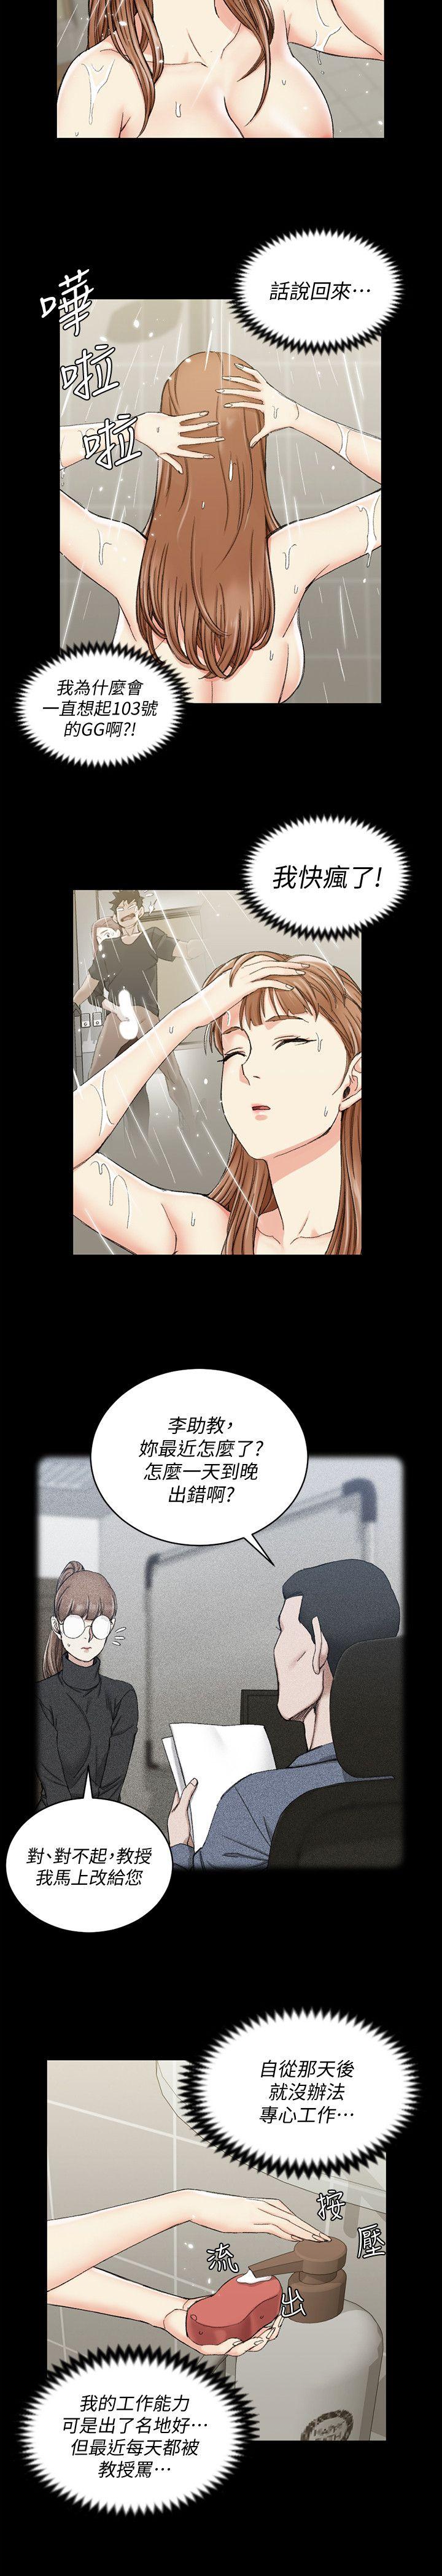 話說回來…
嘩
啦
啦
我為什麼會
一直想起103號
的GG啊?!
我快瘋了!
李助教,
妳最近怎麼了?
怎麼一天到晚
出錯啊?
對、對不起,教授
我馬上改給您
自從那天後
就沒辦法
專心工作…
按
壓
流
出
我的工作能力
可是出了名地好…
但最近每天都被
教授罵…